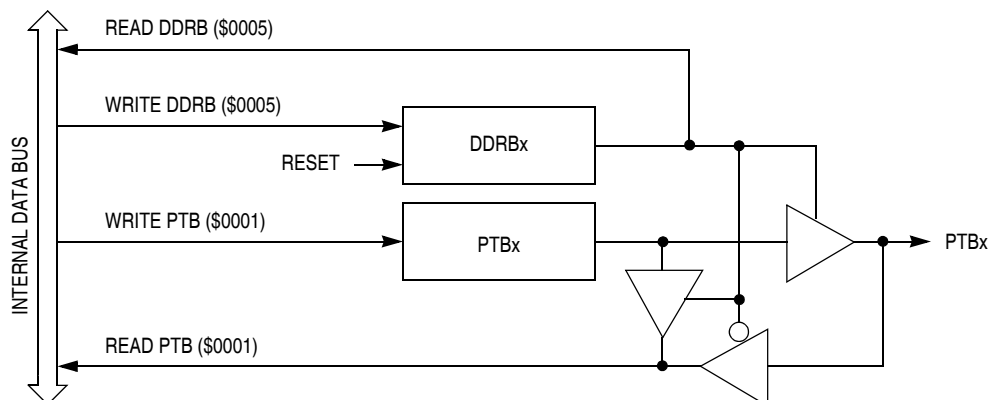 READ DDRB ($0005)
WRITE DDRB ($0005)
DDRBx
RESET
INTERNAL DATA BUS
WRITE PTB ($0001)
PTBx
PTBx
READ PTB ($0001)